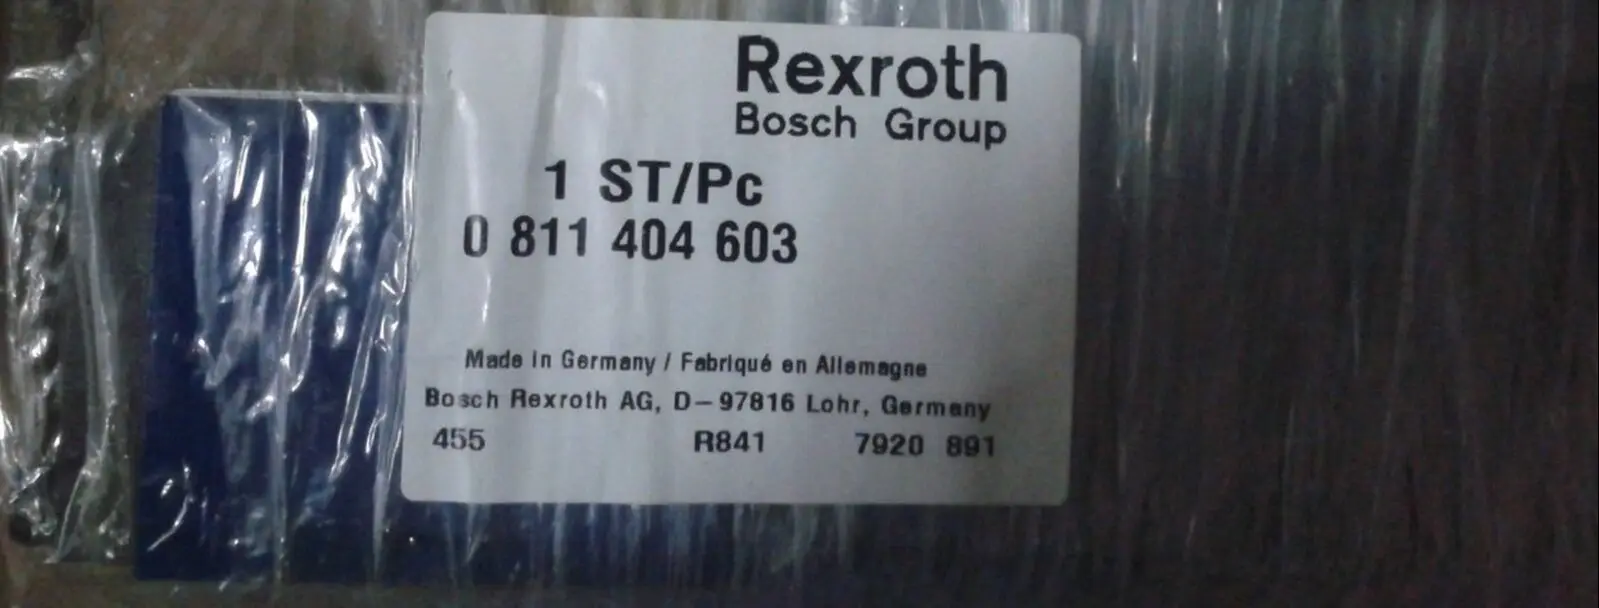 Rexroth
Bosch Group
1 ST/Pc
0 811 404 603
Made in Germany / Fabriqué en Allemagne
Bosch Rexroth AG, D-97816 Lohr, Germany
455 R841 7920 891